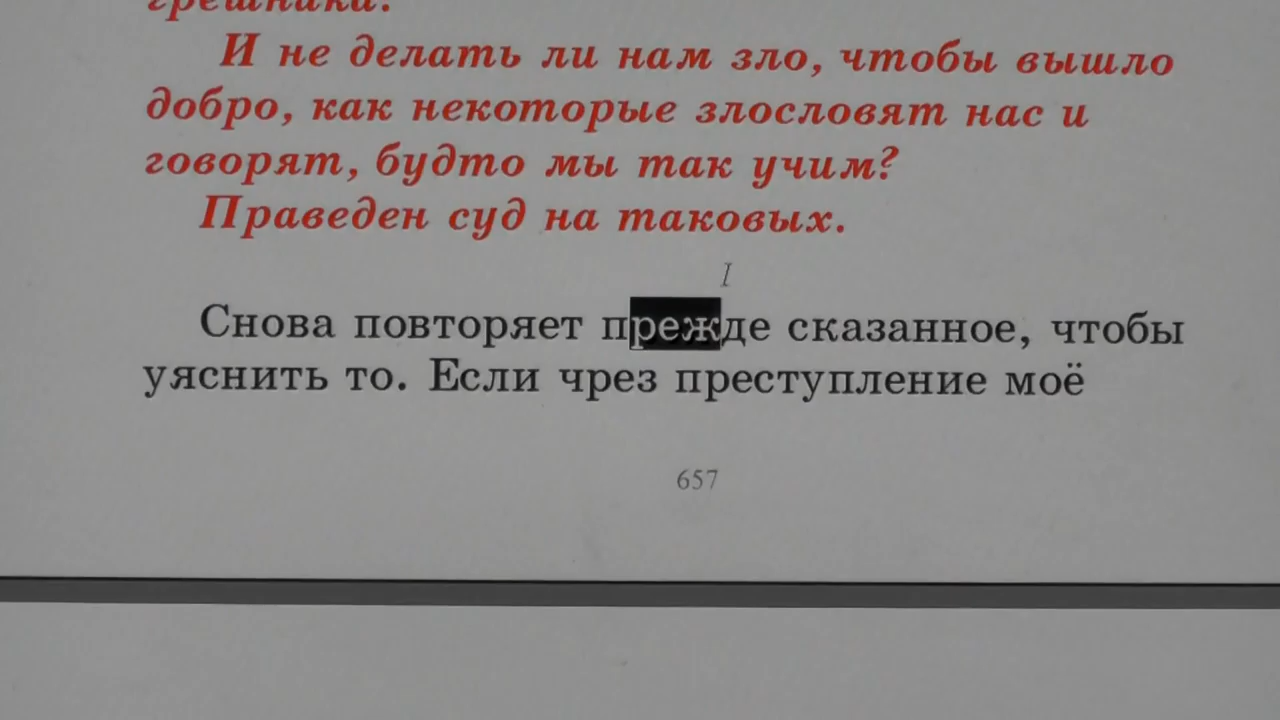 грешника.
И не делать ли нам зло, чтобы вышло
добро, как некоторые злословят нас и
говорят, будто мы так учим?
Праведен суд на таковых.
Снова повторяет прежде сказанное, чтобы
уяснить то. Если чрез преступление моё
657